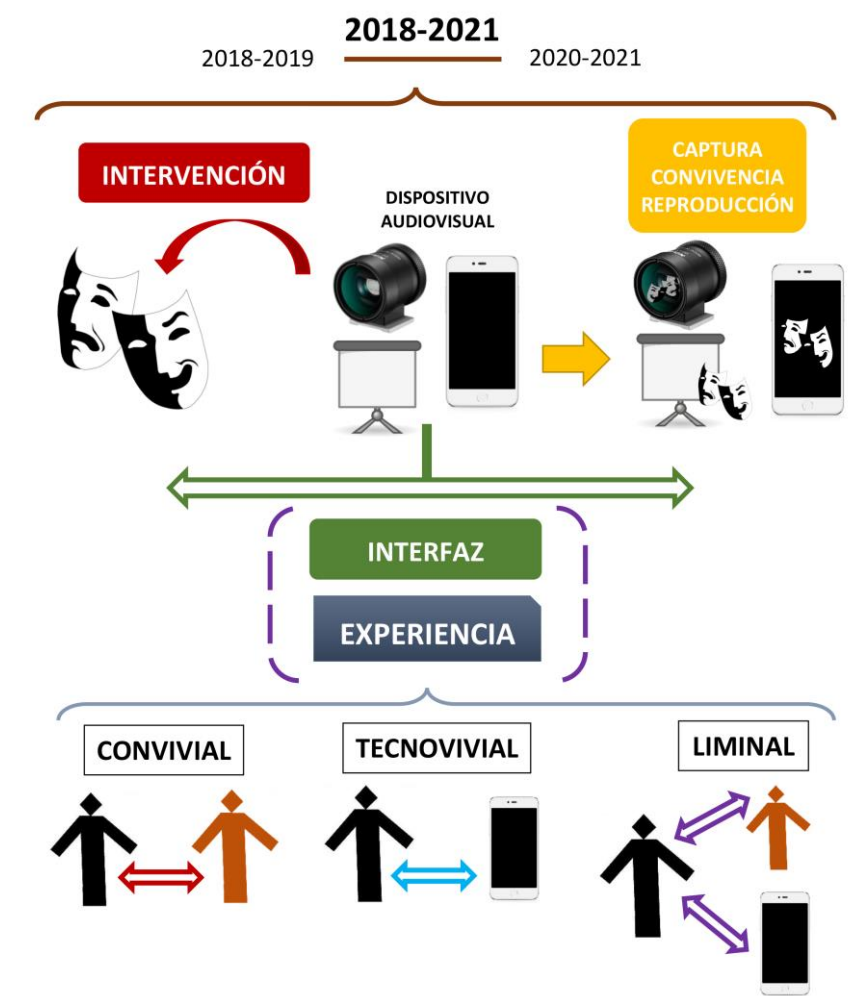 2018-2021
2018-2019
2020-2021
INTERVENCIÓN
DISPOSITIVO
AUDIOVISUAL
CAPTURA
CONVIVENCIA
REPRODUCCIÓN
INTERFAZ
EXPERIENCIA
CONVIVIAL
TECNOVIVIAL
LIMINAL